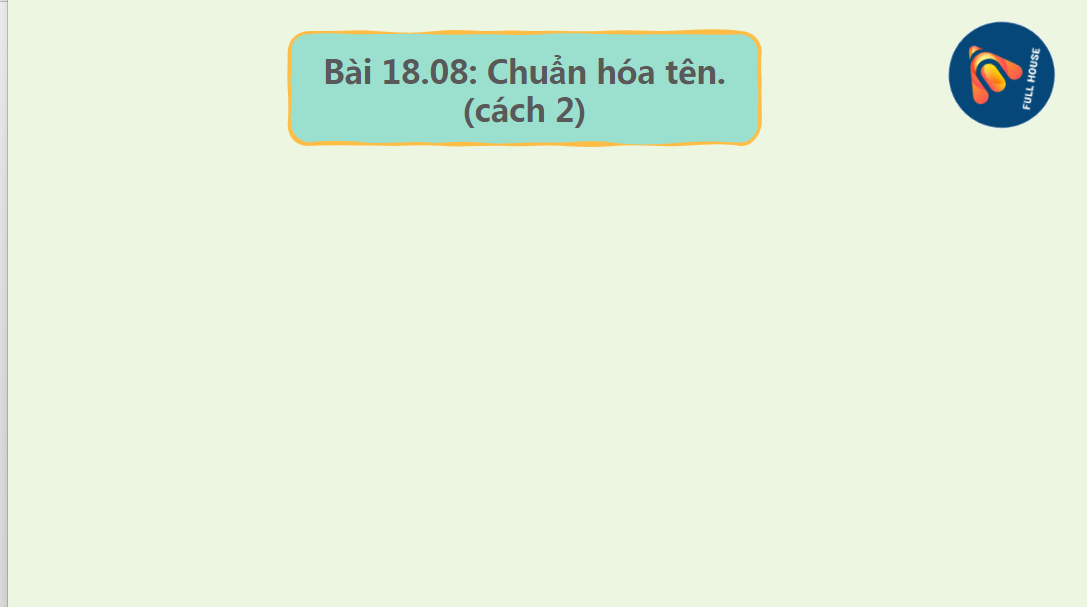 Bài 18.08: Chuẩn hóa tên.
(cách 2)
FULL HOUSE